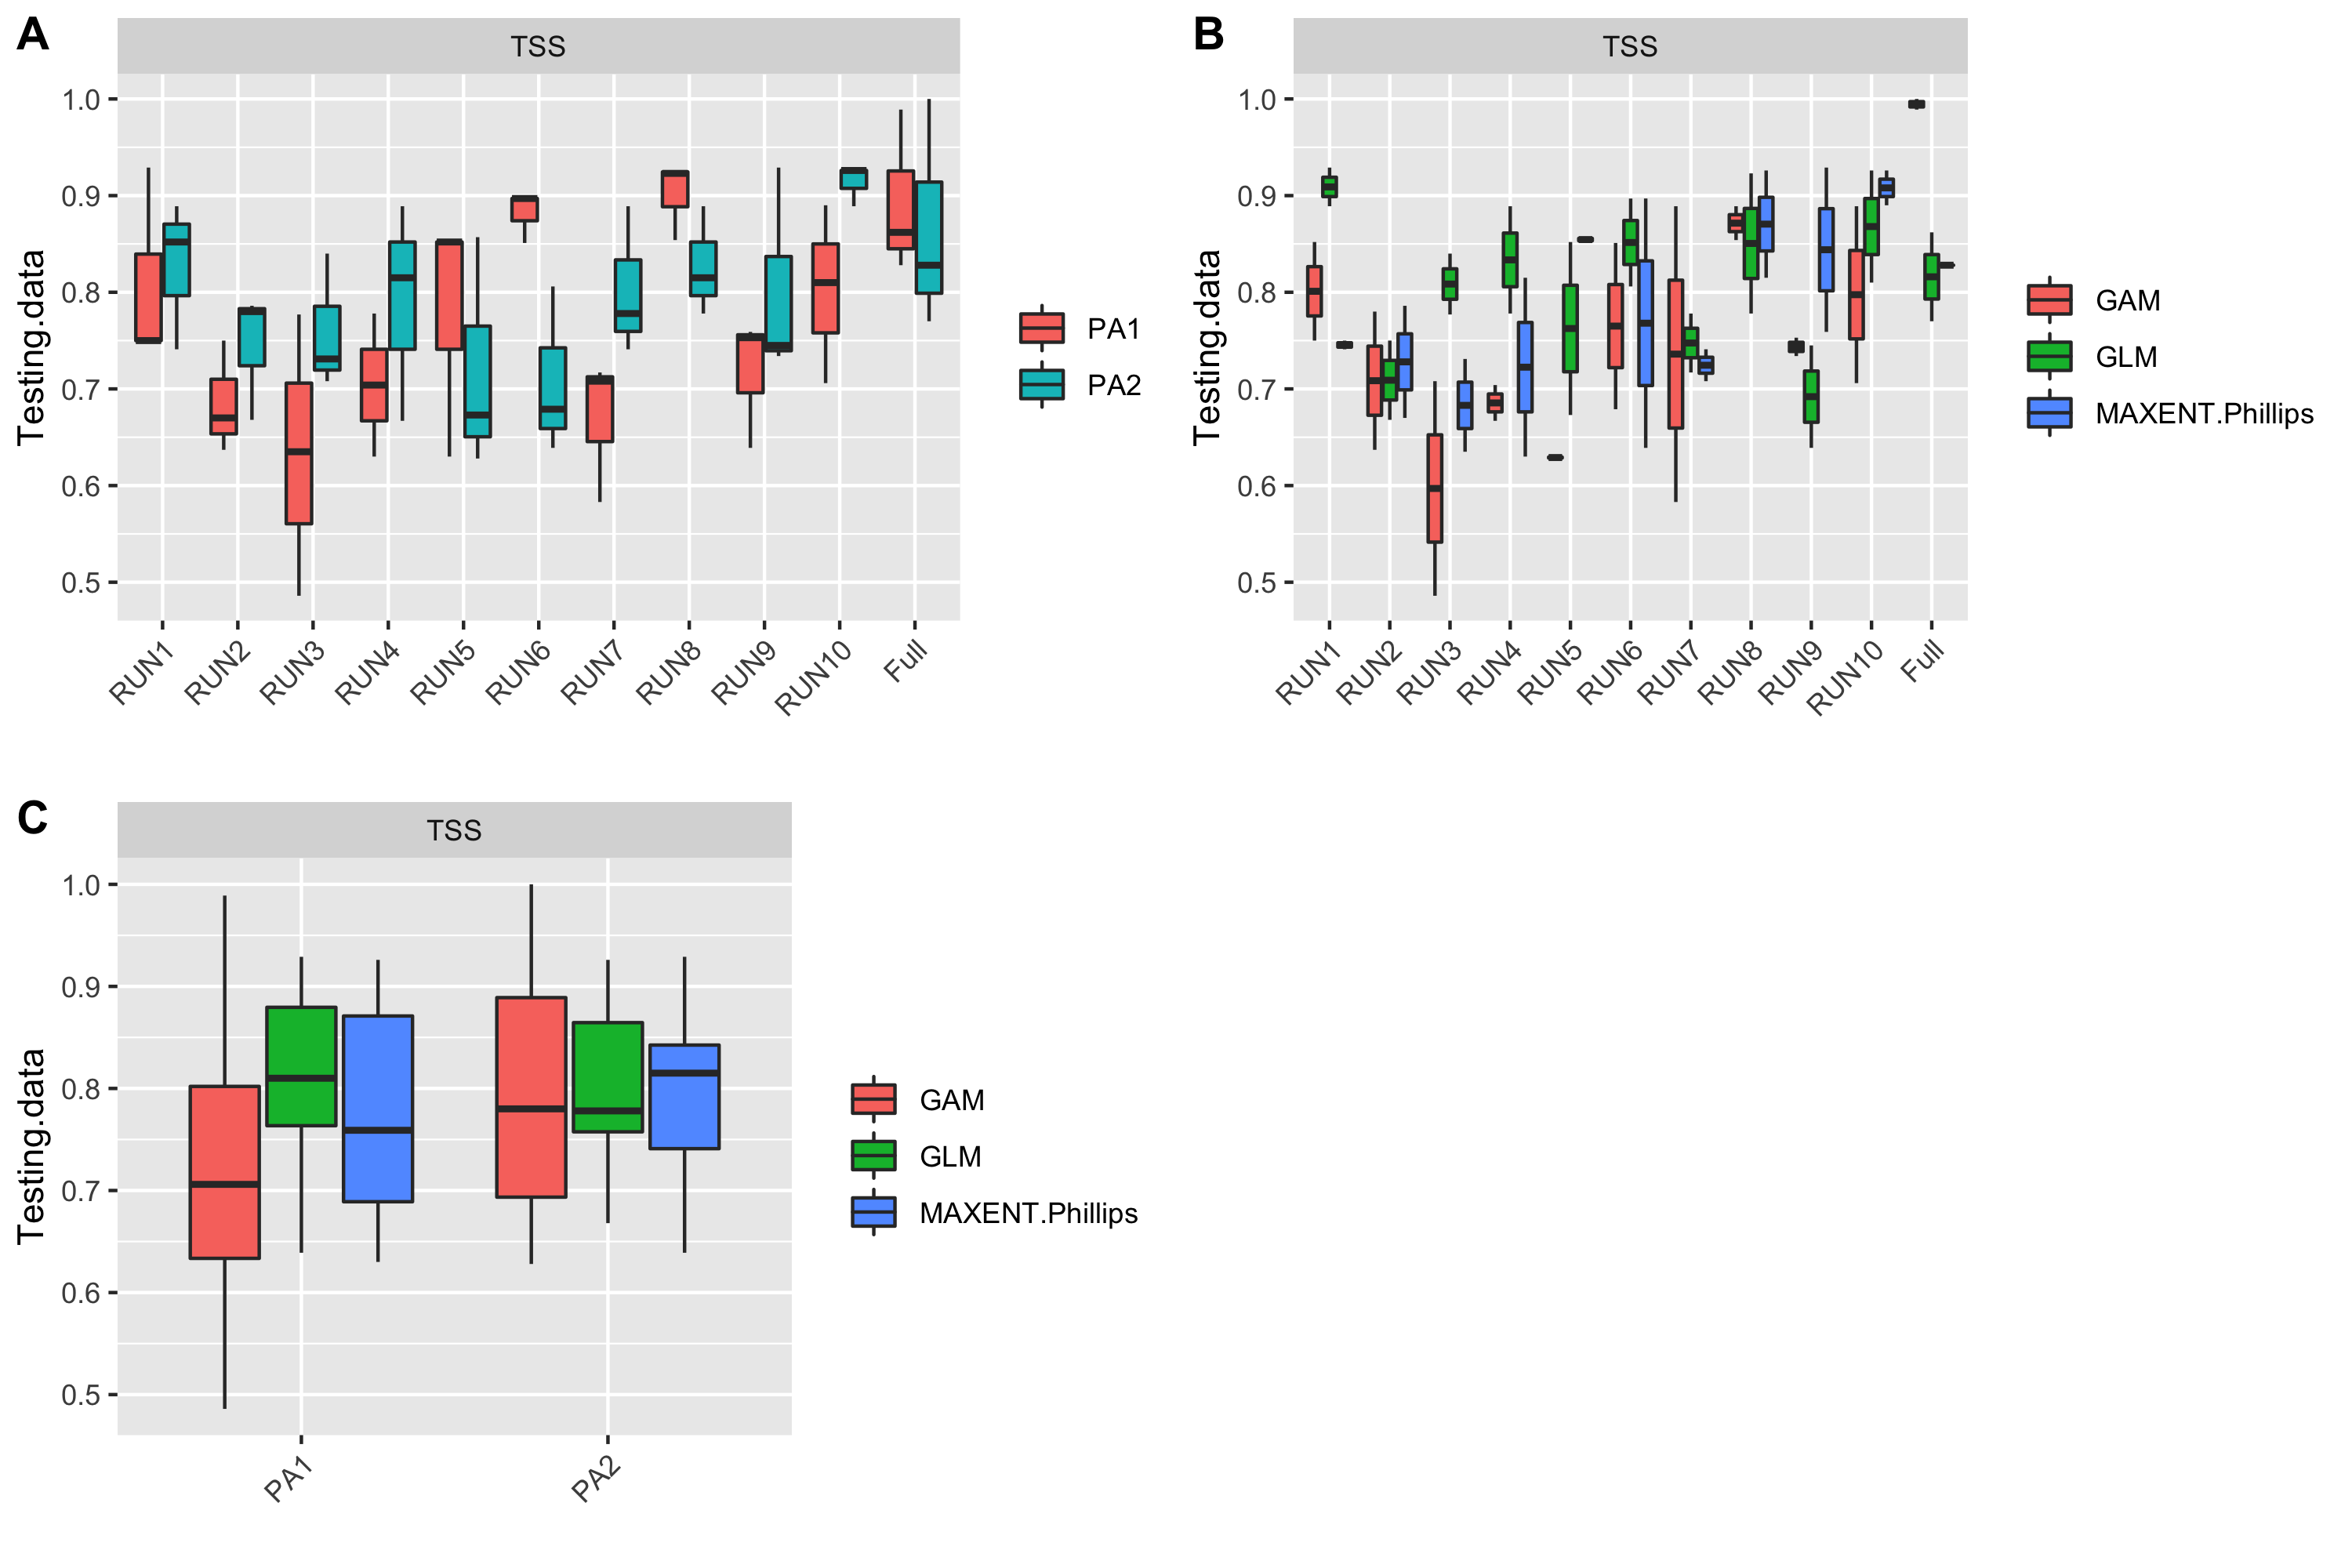 A
TSS
1.0
0.9
0.8
0.7
0.6
0.5
Testing.data
RUN1
RUN2
RUN3
RUN4
RUN5
RUN6
RUN7
RUN8
RUN9
RUN10
Full
PA1
PA2
B
TSS
1.0
0.9
0.8
0.7
0.6
0.5
Testing.data
RUN1
RUN2
RUN3
RUN4
RUN5
RUN6
RUN7
RUN8
RUN9
RUN10
Full
GAM
GLM
MAXENT.Phillips
C
TSS
1.0
0.9
0.8
0.7
0.6
0.5
Testing.data
PA1
PA2
GAM
GLM
MAXENT.Phillips